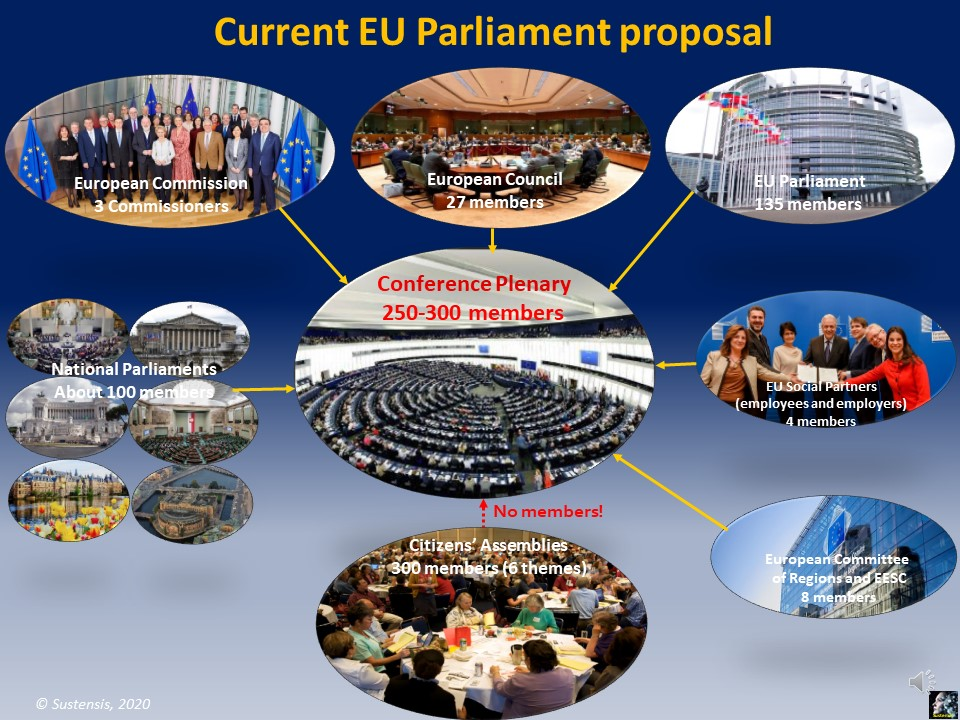 Current EU Parliament proposal
European Commission
3 Commissioners
European Council
27 members
EU Parliament
135 members
Conference Plenary
250-300 members
National Parliaments
About 100 members
EU Social Partners
(employees and employers)
4 members
No members!
Citizens’ Assemblies
300 members (6 themes)
European Committee
of Regions and EESC
8 members
© Sustensis, 2020
Sustensis